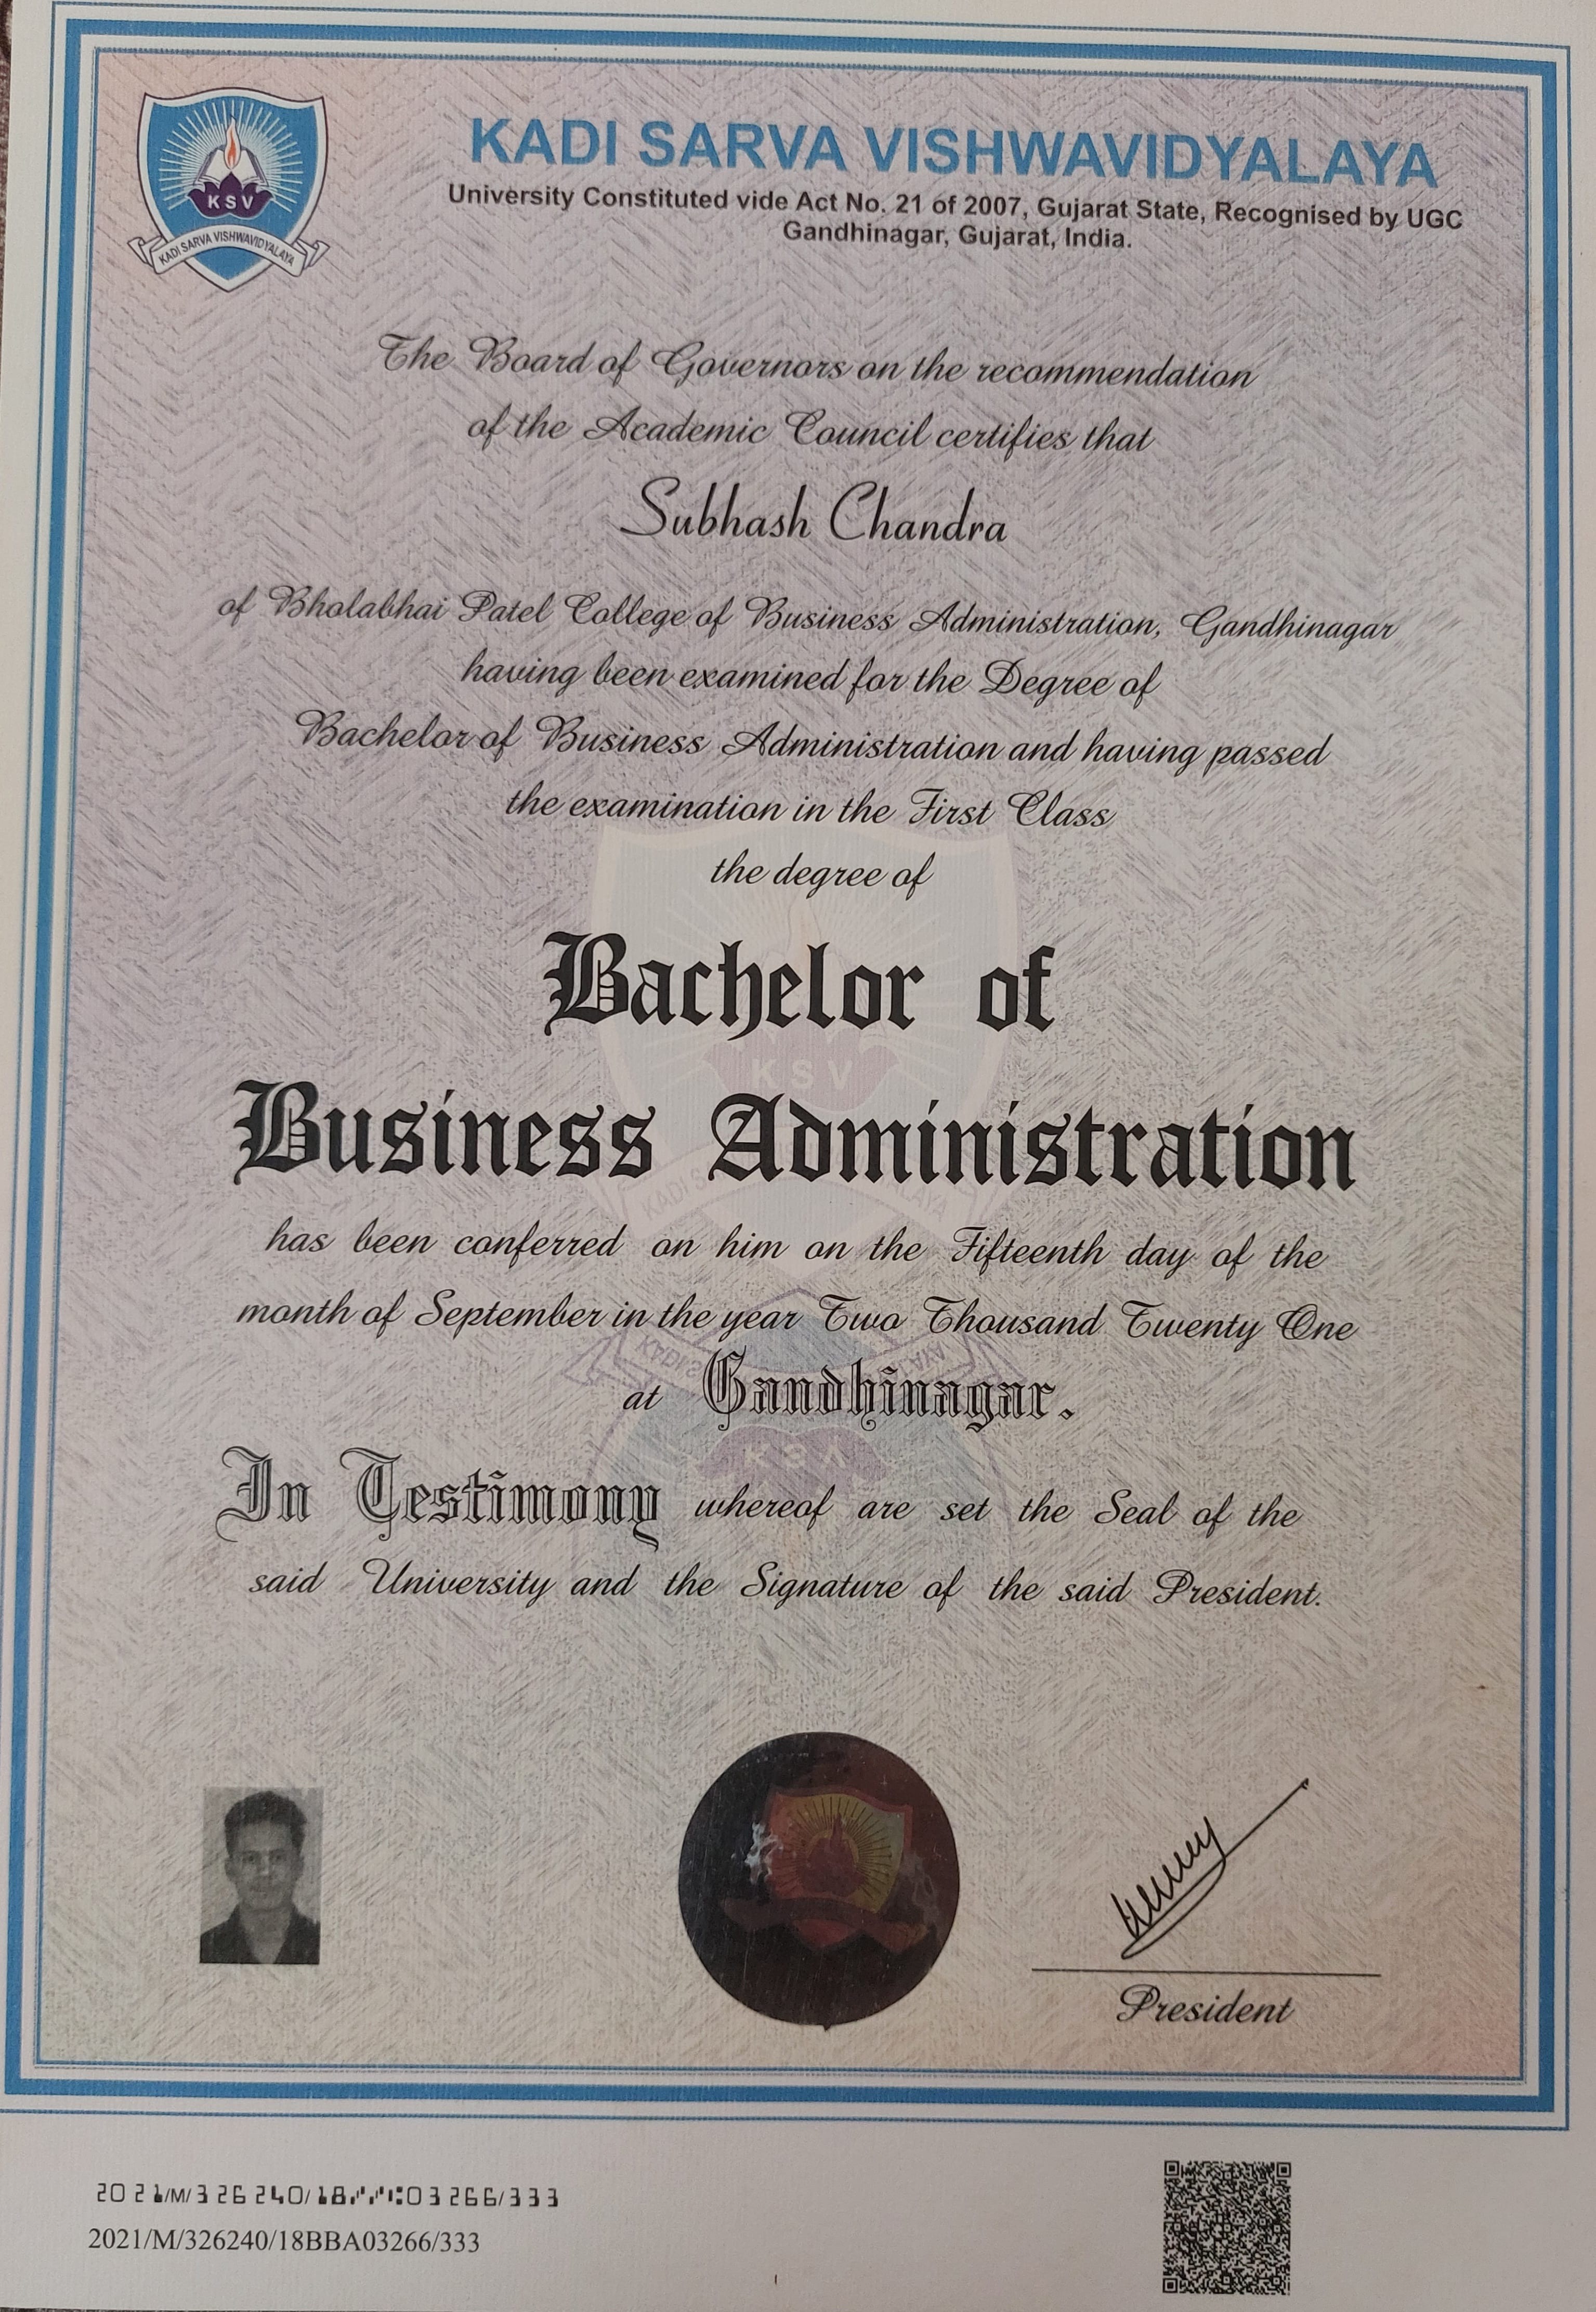 KSV
KADI SARVA VISHWAVIDYALAYA
KADI SARVA VISHWAVIDYALAYA
University Constituted vide Act No. 21 of 2007, Gujarat State, Recognised by UGC
Gandhinagar, Gujarat, India.
The Board of Governors on the recommendation
of the Academic Council certifies that
Subhash Chandra
of Bholabhai Patel College of Business Administration, Gandhinagar
having been examined for the Degree of
Bachelor of Business Administration and having passed
the examination in the First Class
the degree of
Bachelor of
KSV
Business Administration
has been conferred on him on the Fifteenth day of the
month of September in the year Two Thousand Twenty One
at Gandhinagar.
In Testimony whereof are set the Seal of the
said University and the Signature of the said President.
President
2021/M/326240/18BBA03266/333